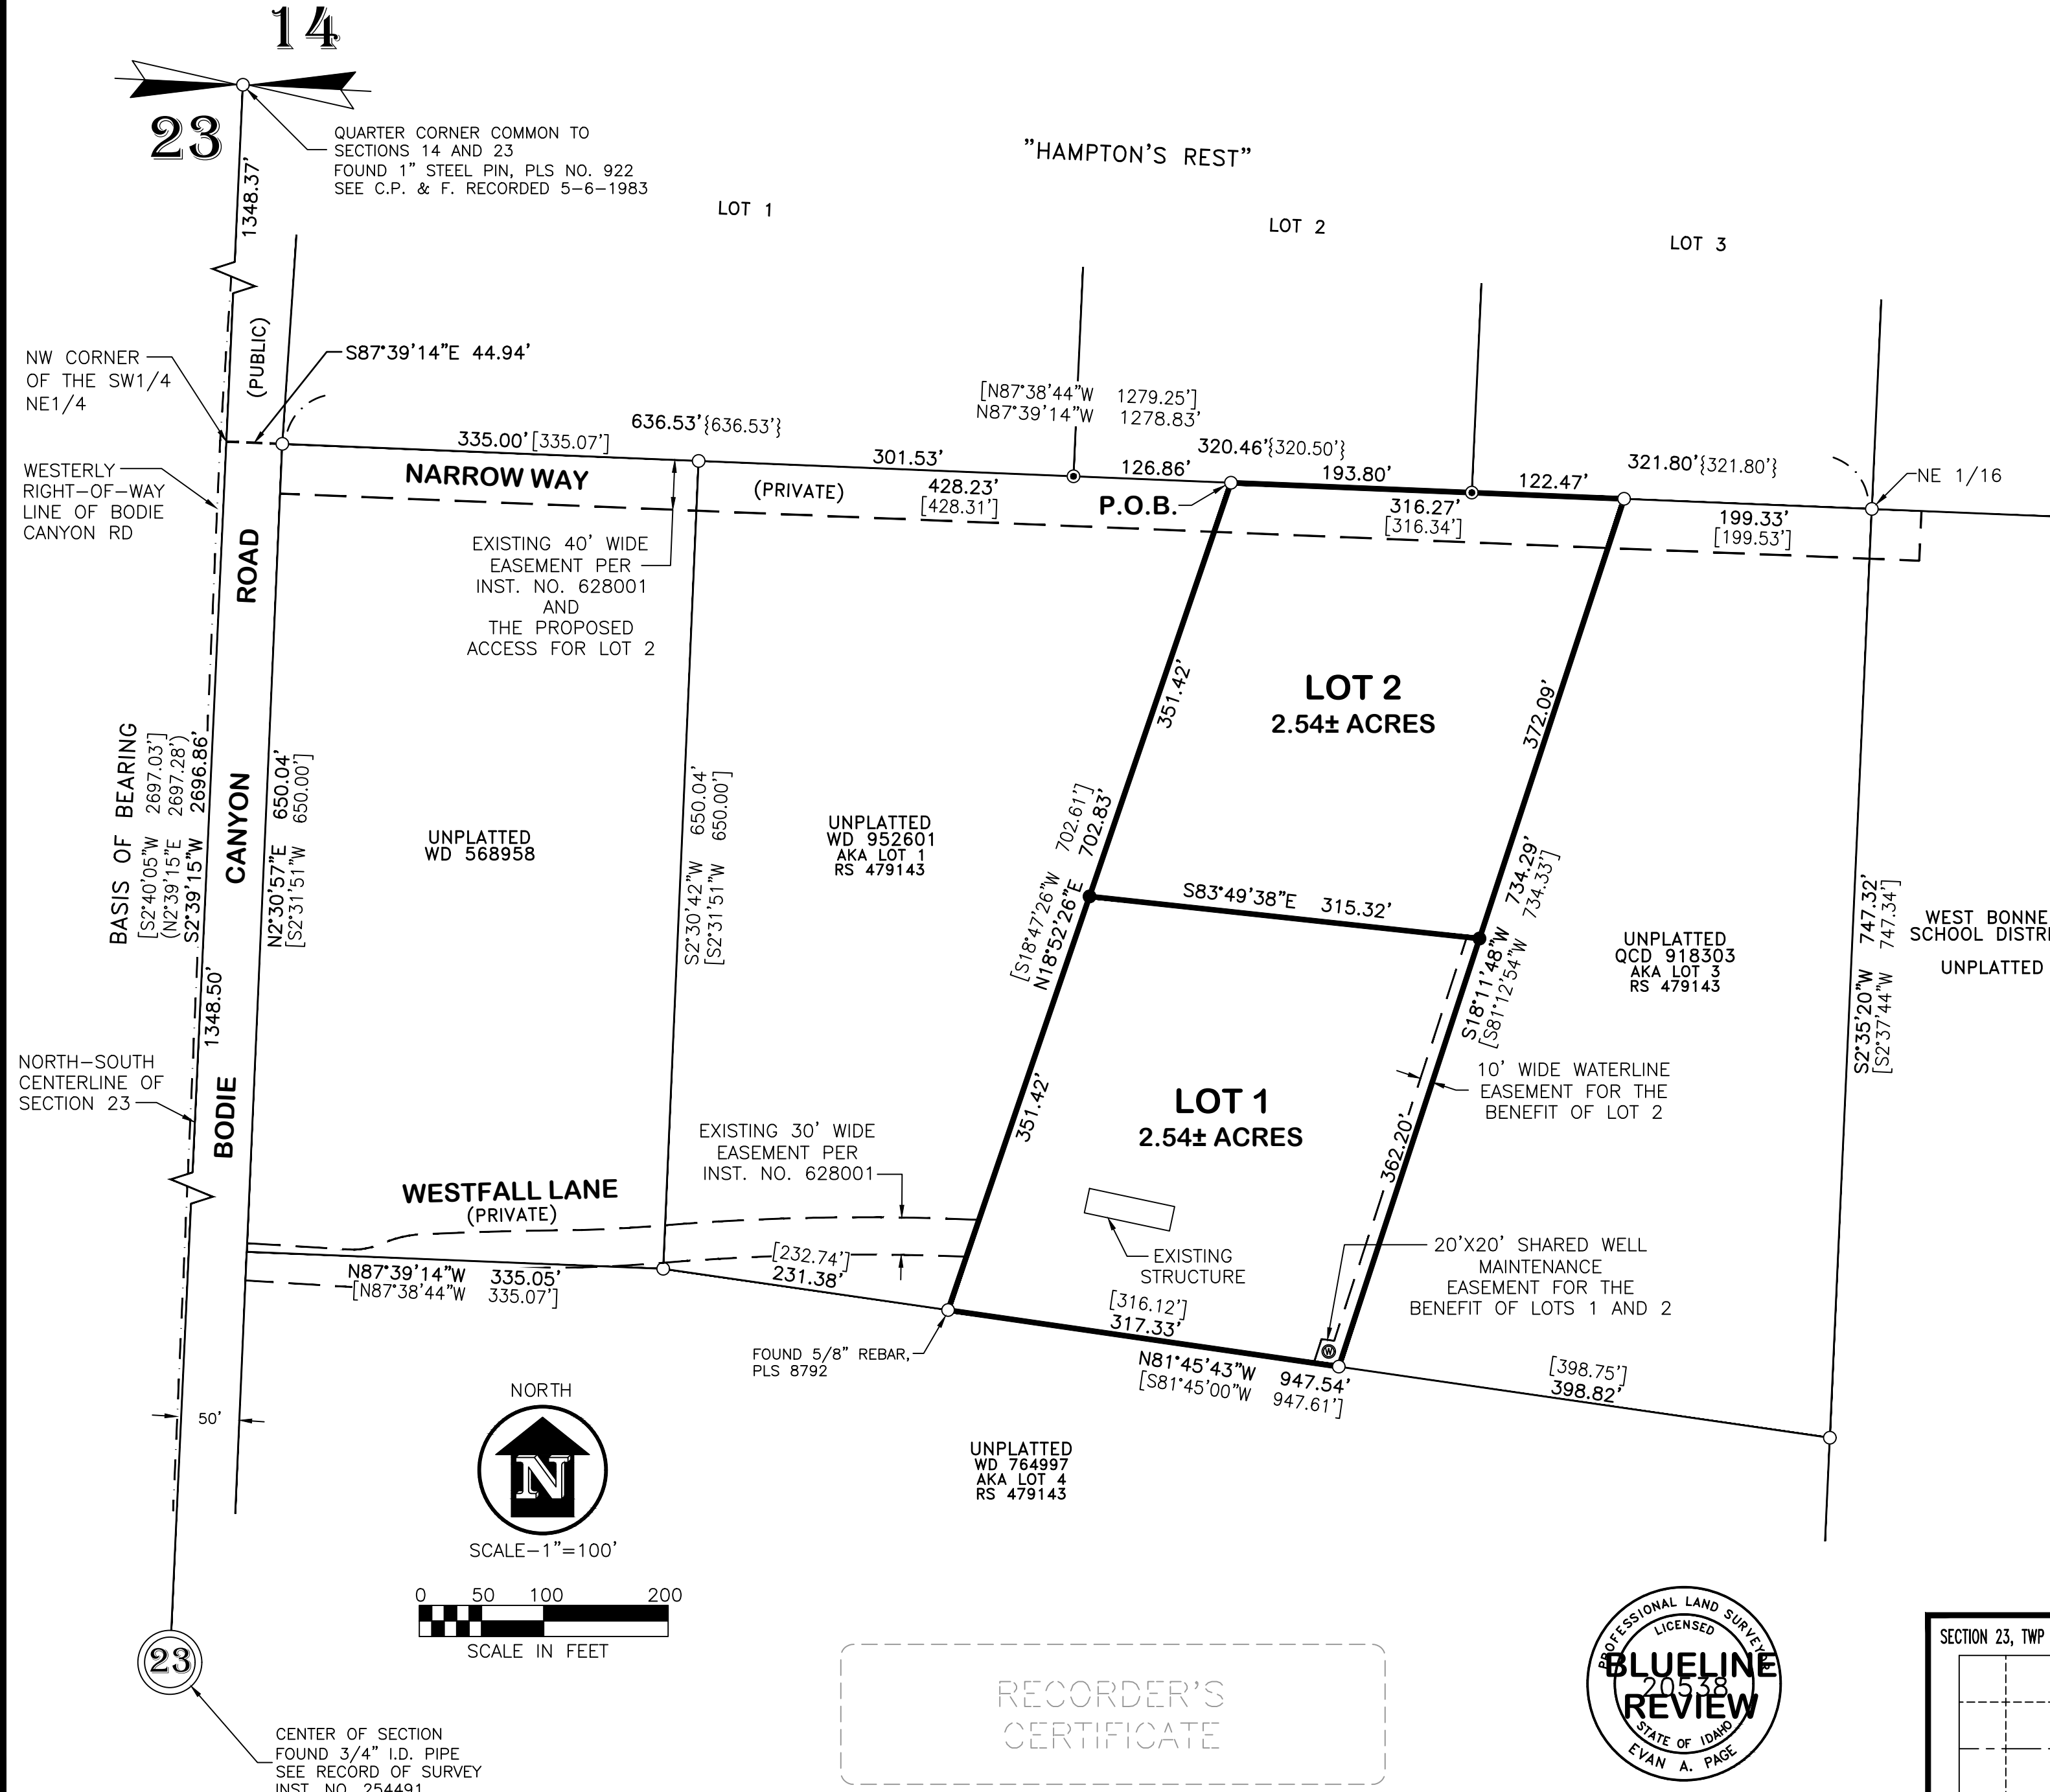 14
23
QUARTER CORNER COMMON TO
SECTIONS 14 AND 23
FOUND 1" STEEL PIN, PLS NO. 922
SEE C.P. & F. RECORDED 5-6-1983
"HAMPTON'S REST"
LOT 1
LOT 2
LOT 3
1348.37'
(PUBLIC)
NW CORNER
OF THE SW1/4
NE1/4
S87°39'14"E 44.94'
WESTERLY
RIGHT-OF-WAY
LINE OF BODIE
CANYON RD
[N87°38'44"W 1279.25']
N87°39'14"W 1278.83'
636.53'{636.53'}
335.00'[335.07']
301.53'
320.46'{320.50'}
126.86'
193.80'
321.80'{321.80'}
122.47'
NE 1/16
NARROW WAY
(PRIVATE)
428.23'
[428.31']
P.O.B.
316.27'
[316.34']
199.33'
[199.53']
EXISTING 40' WIDE
EASEMENT PER
INST. NO. 628001
AND
THE PROPOSED
ACCESS FOR LOT 2
BODIE CANYON ROAD
BASIS OF BEARING
[S2°40'05"W 2697.03']
(N2°39'15"E 2697.28')
S2°39'15"W 2696.86'
1348.50'
N2°30'57"E 650.04'
[S2°31'51"W 650.00']
UNPLATTED
WD 568958
S2°30'42"W 650.04'
[S2°31'51"W 650.00']
UNPLATTED
WD 952601
AKA LOT 1
RS 479143
351.42'
[S18°47'26"W 702.61']
N18°52'26"E 702.83'
351.42'
LOT 2
2.54± ACRES
372.09'
S83°49'38"E 315.32'
S18°11'48"W 734.29'
[S81°12'54"W 734.33']
362.20'
UNPLATTED
QCD 918303
AKA LOT 3
RS 479143
S2°35'20"W 747.32'
[S2°37'44"W 747.34']
WEST BONNE
SCHOOL DISTRI
UNPLATTED
NORTH-SOUTH
CENTERLINE OF
SECTION 23
LOT 1
2.54± ACRES
10' WIDE WATERLINE
EASEMENT FOR THE
BENEFIT OF LOT 2
EXISTING 30' WIDE
EASEMENT PER
INST. NO. 628001
WESTFALL LANE
(PRIVATE)
EXISTING
STRUCTURE
20'X20' SHARED WELL
MAINTENANCE
EASEMENT FOR THE
BENEFIT OF LOTS 1 AND 2
W
N87°39'14"W 335.05'
[N87°38'44"W 335.07']
[232.74']
231.38'
[316.12']
317.33'
N81°45'43"W 947.54'
[S81°45'00"W 947.61']
[398.75']
398.82'
FOUND 5/8" REBAR,
PLS 8792
50'
NORTH
N
SCALE-1"=100'
0 50 100 200
SCALE IN FEET
UNPLATTED
WD 764997
AKA LOT 4
RS 479143
23
CENTER OF SECTION
FOUND 3/4" I.D. PIPE
SEE RECORD OF SURVEY
INST. NO. 254491
RECORDER'S
CERTIFICATE
PROFESSIONAL LAND SURVEYOR
LICENSED
BLUELINE
20538
REVIEW
STATE OF IDAHO
EVAN A. PAGE
SECTION 23, TWP